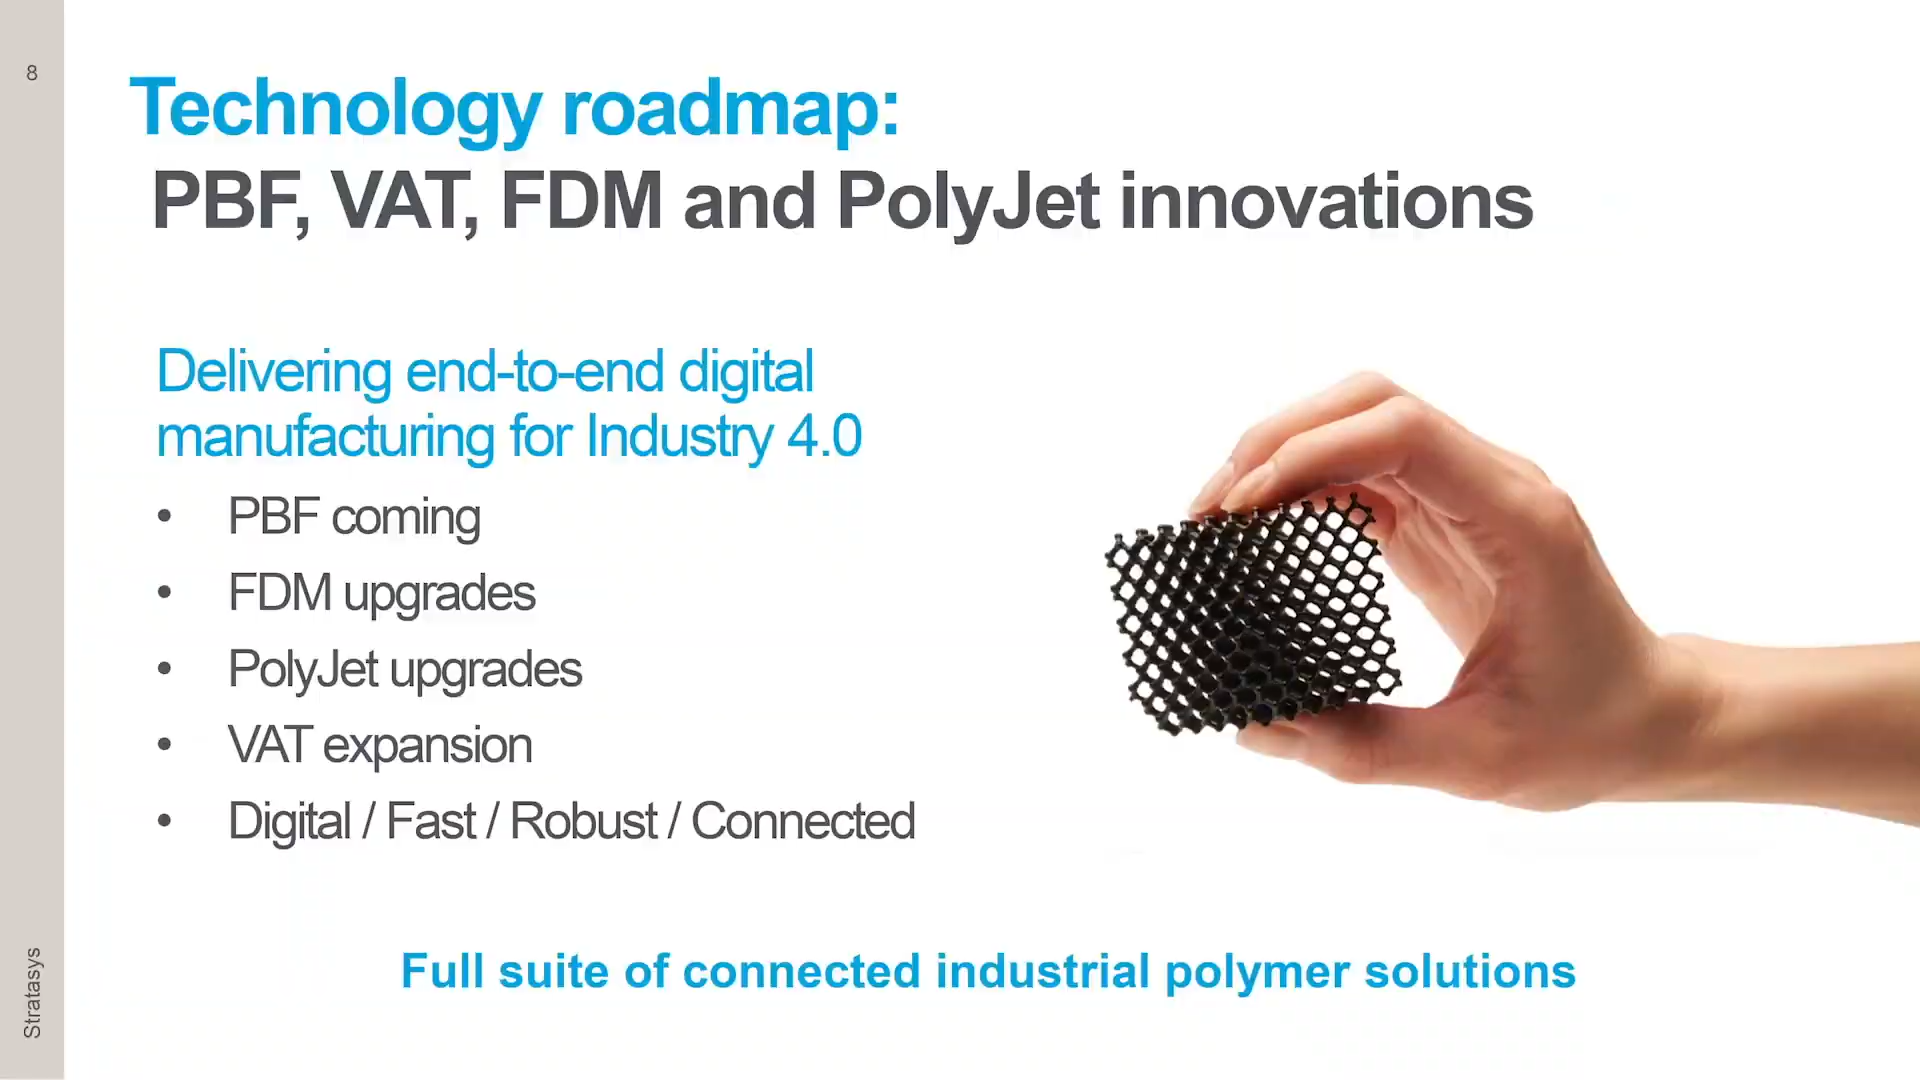 8
Technology roadmap:
PBF, VAT, FDM and PolyJet innovations
Delivering end-to-end digital
manufacturing for Industry 4.0
• PBF coming
• FDM upgrades
• PolyJet upgrades
• VAT expansion
• Digital / Fast / Robust / Connected
Full suite of connected industrial polymer solutions
Stratasys